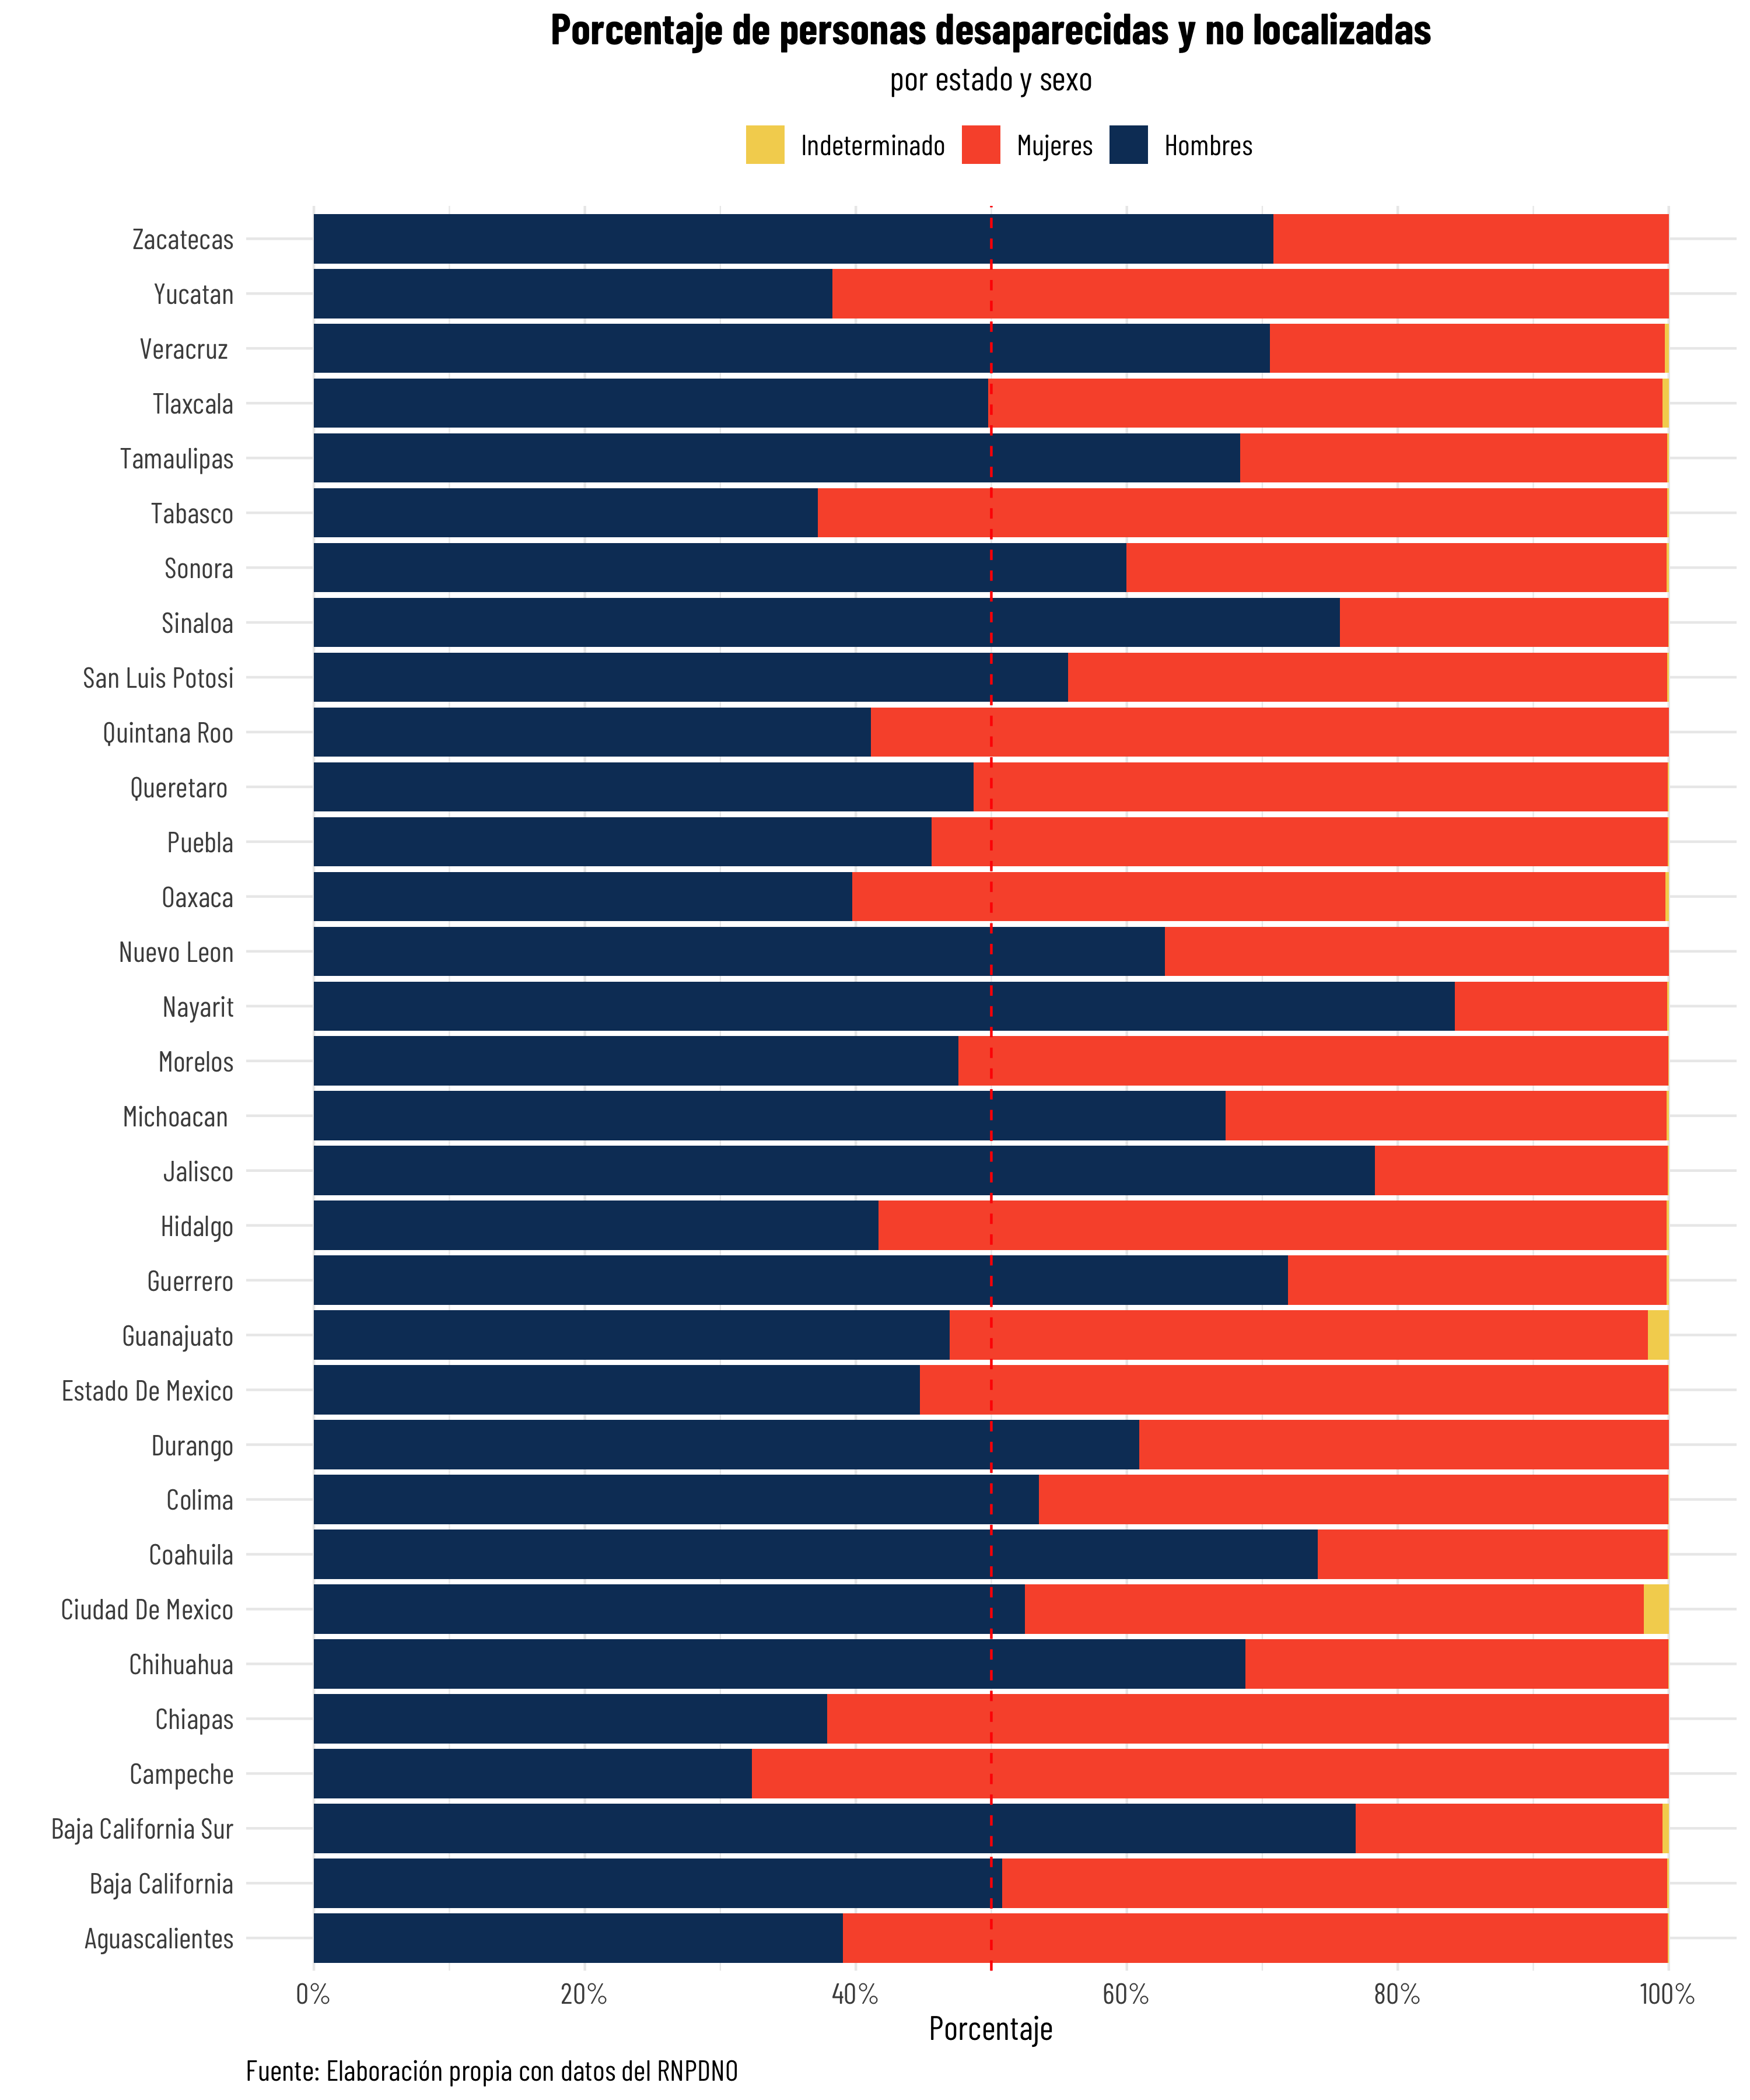 Porcentaje de personas desaparecidas y no localizadas
por estado y sexo
Indeterminado Mujeres Hombres
Zacatecas
Yucatan
Veracruz
Tlaxcala
Tamaulipas
Tabasco
Sonora
Sinaloa
San Luis Potosi
Quintana Roo
Queretaro
Puebla
Oaxaca
Nuevo Leon
Nayarit
Morelos
Michoacan
Jalisco
Hidalgo
Guerrero
Guanajuato
Estado De Mexico
Durango
Colima
Coahuila
Ciudad De Mexico
Chihuahua
Chiapas
Campeche
Baja California Sur
Baja California
Aguascalientes
0% 20% 40% 60% 80% 100%
Porcentaje
Fuente: Elaboración propia con datos del RNPDNO